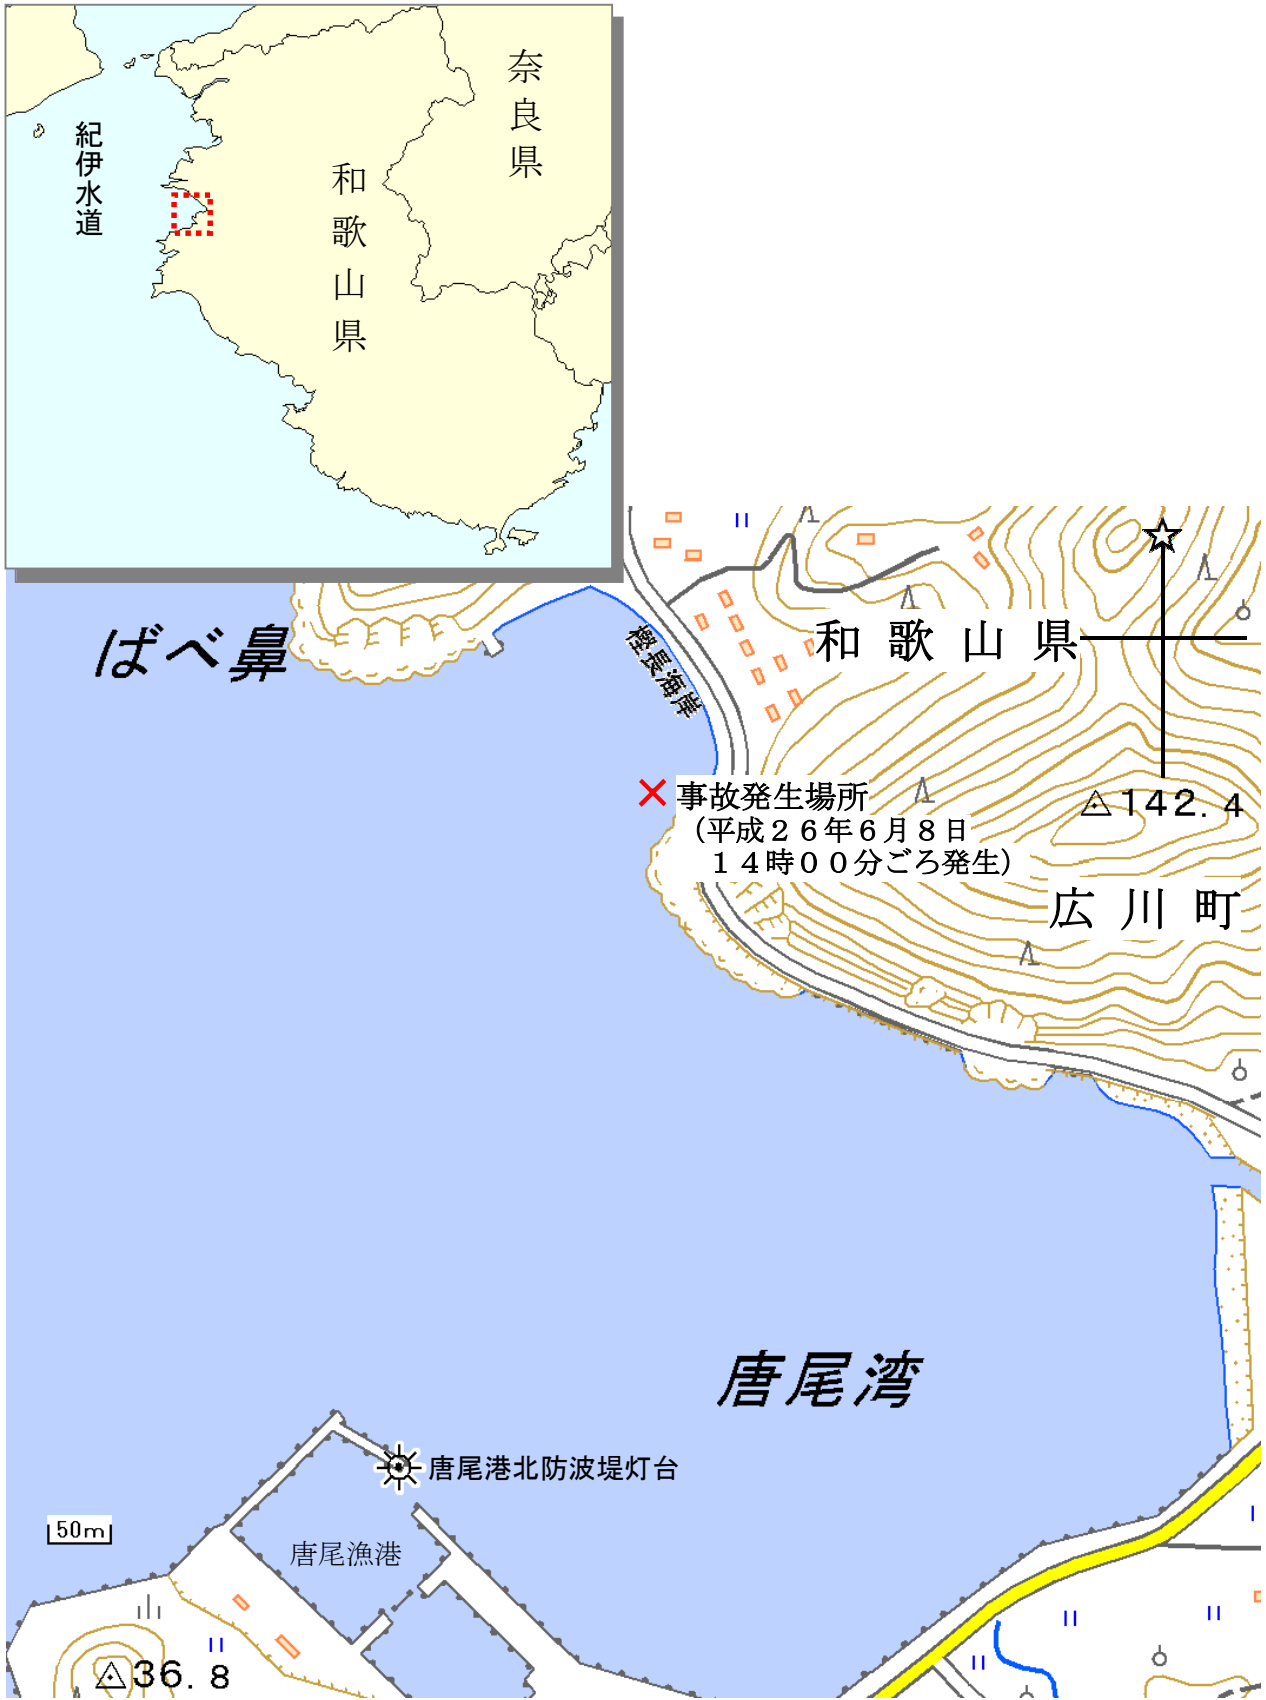 奈良県
紀伊水道
和歌山県
ばべ鼻
樫長海岸
和歌山県
事故発生場所
（平成２６年６月８日
１４時００分ごろ発生）
142.4
広川町
唐尾湾
唐尾港北防波堤灯台
50m
唐尾漁港
36.8